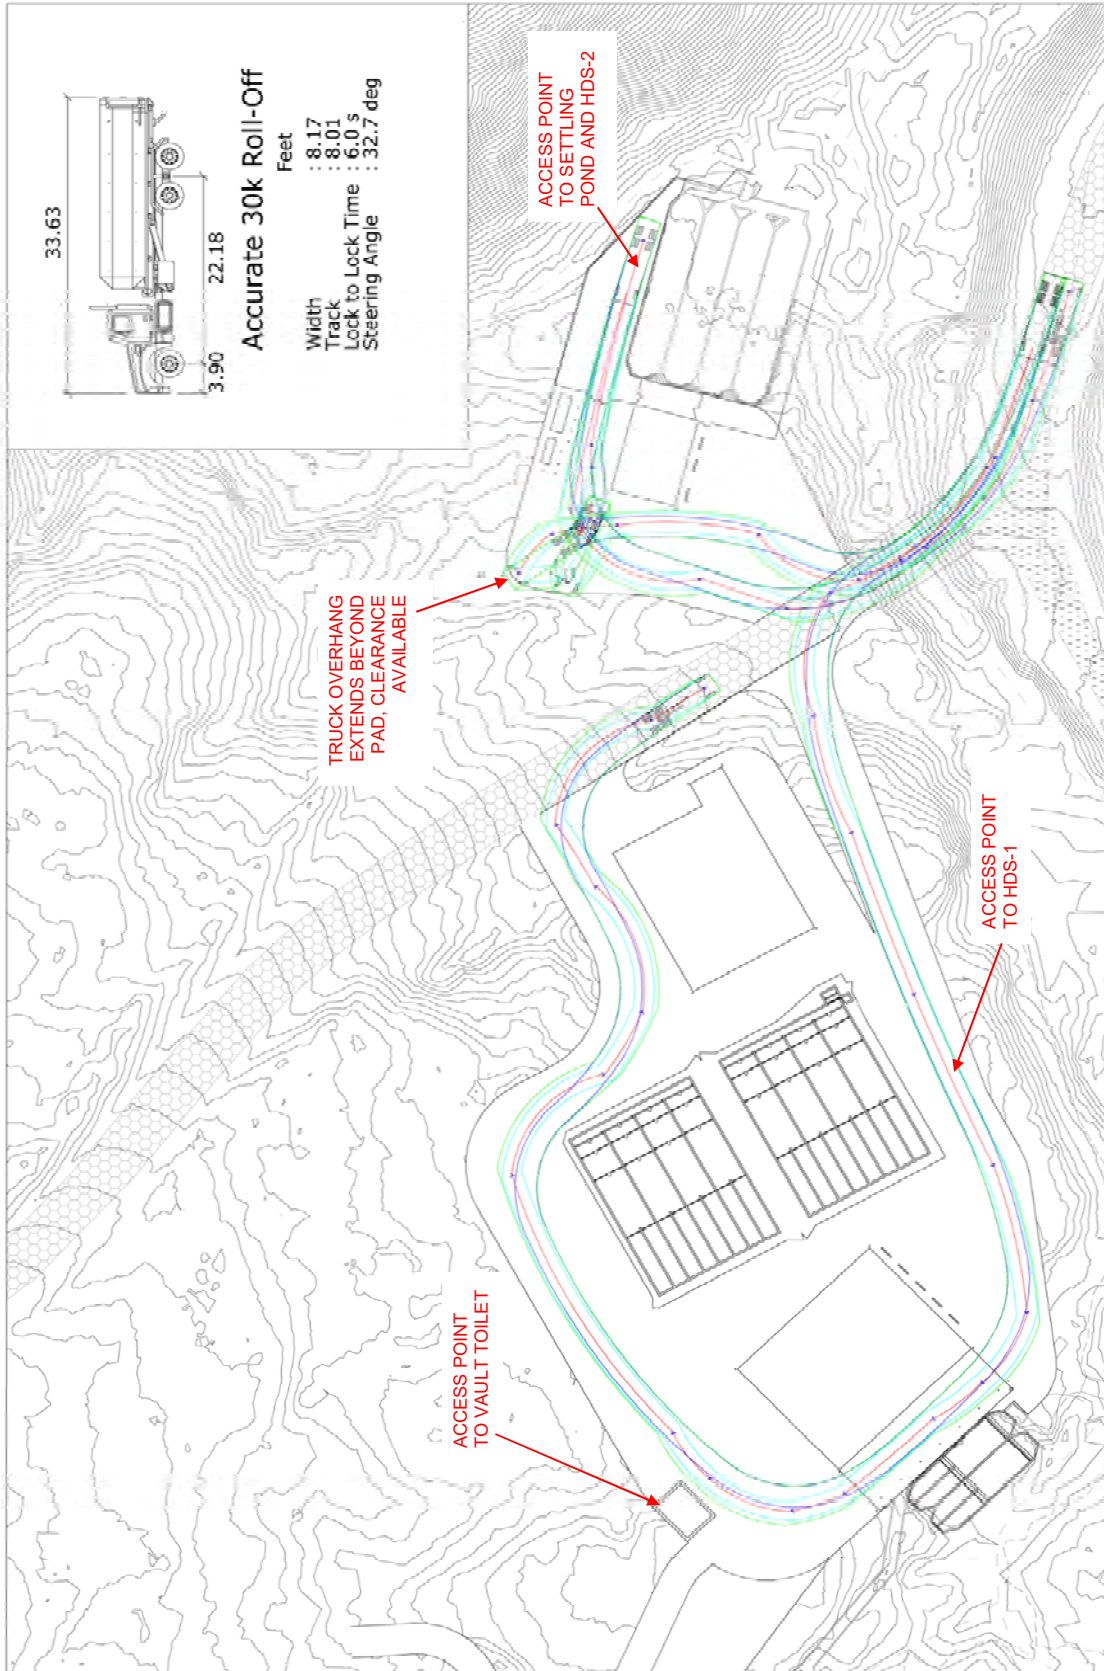 33.63
3.90
22.18
Accurate 30k Roll-Off
Feet
Width : 8.17
Track : 8.01
Lock to Lock Time : 6.0 s
Steering Angle : 32.7 deg
ACCESS POINT
TO SETTLING
POND AND HDS-2
TRUCK OVERHANG
EXTENDS BEYOND
PAD, CLEARANCE
AVAILABLE
ACCESS POINT
TO HDS-1
ACCESS POINT
TO VAULT TOILET